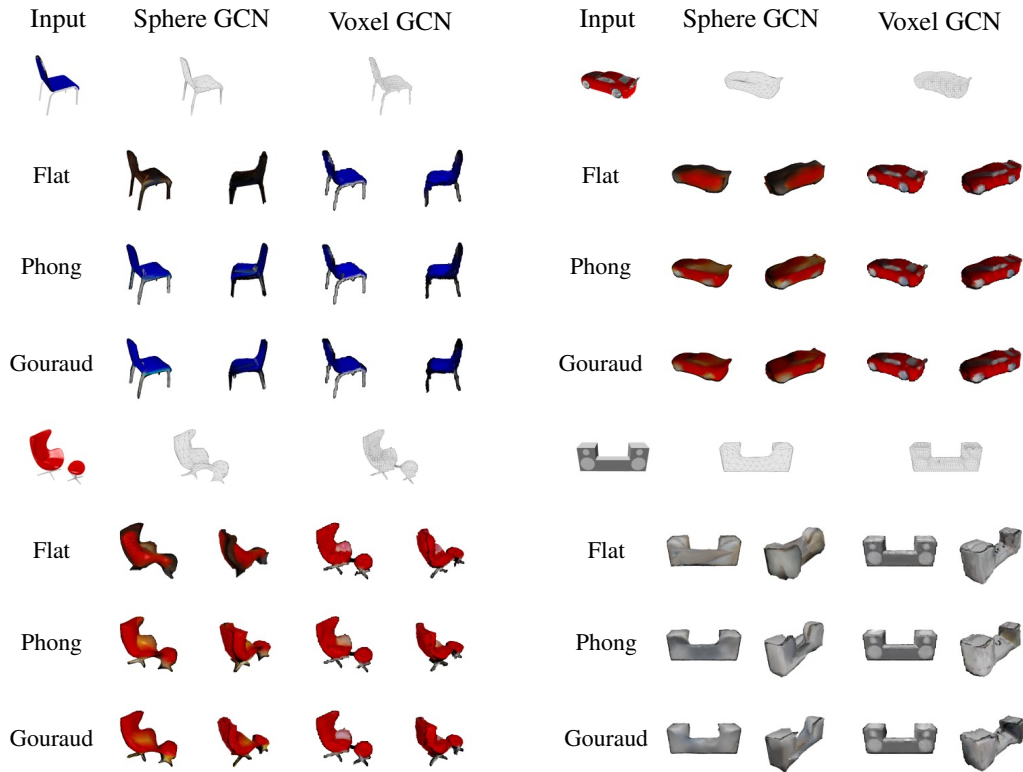 Input Sphere GCN Voxel GCN Input Sphere GCN Voxel GCN
Flat Flat
Phong Phong
Gouraud Gouraud
Flat Flat
Phong Phong
Gouraud Gouraud